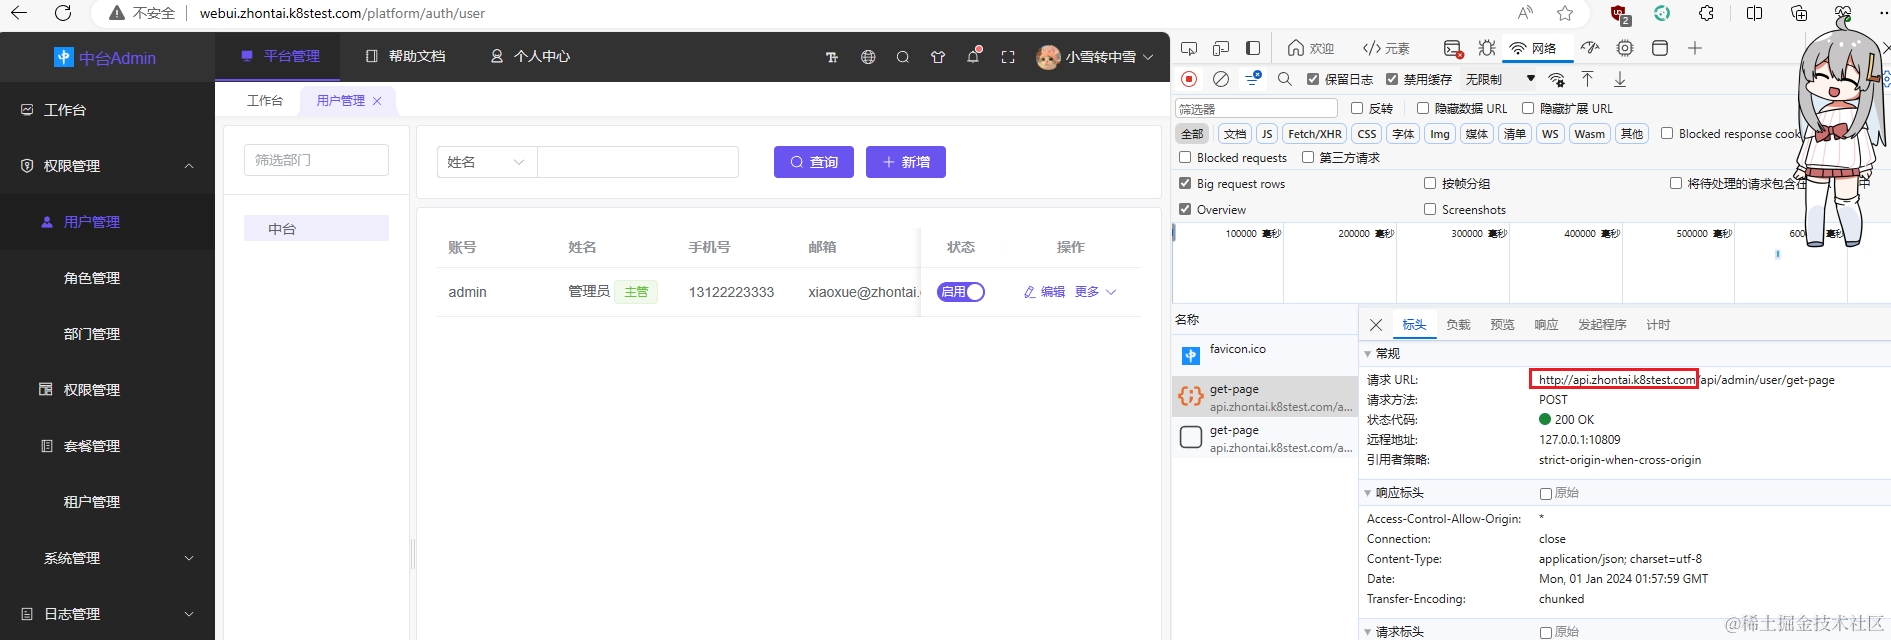 不安全 webui.zhontai.k8stest.com/platform/auth/user
中台Admin
平台管理
帮助文档
个人中心
小雪转中雪
工作台
权限管理
用户管理
角色管理
部门管理
权限管理
套餐管理
租户管理
系统管理
日志管理
工作台
用户管理
筛选部门
中台
姓名
查询
新增
账号 姓名 手机号 邮箱 状态 操作
admin 管理员 主管 13122223333 xiaoxue@zhontai. 启用 编辑 更多
欢迎 元素 网络
保留日志 禁用缓存 无限制
筛选器 反转 隐藏数据 URL 隐藏扩展 URL
全部 文档 JS Fetch/XHR CSS 字体 Img 媒体 清单 WS Wasm 其他 Blocked response cook
Blocked requests 第三方请求
Big request rows 按帧分组 将待处理的请求包含在 中
Overview Screenshots
100000 毫秒 200000 毫秒 300000 毫秒 400000 毫秒 500000 毫秒 600 毫秒
名称
favicon.ico
get-page
api.zhontai.k8stest.com/a...
get-page
api.zhontai.k8stest.com/a...
标头 负载 预览 响应 发起程序 计时
常规
请求 URL: http://api.zhontai.k8stest.com/api/admin/user/get-page
请求方法: POST
状态代码: 200 OK
远程地址: 127.0.0.1:10809
引用者策略: strict-origin-when-cross-origin
响应标头 原始
Access-Control-Allow-Origin: *
Connection: close
Content-Type: application/json; charset=utf-8
Date: Mon, 01 Jan 2024 01:57:59 GMT
Transfer-Encoding: chunked
请求标头 原始
@稀土掘金技术社区